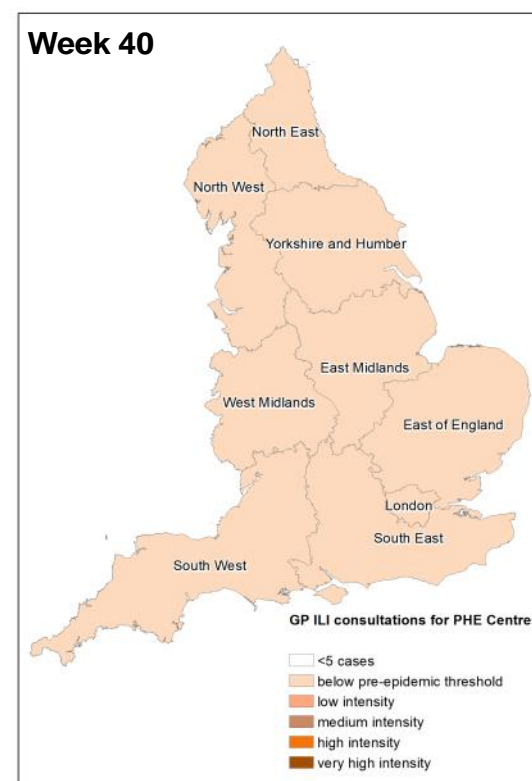 Week 40
North East
North West
Yorkshire and Humber
East Midlands
West Midlands
East of England
London
South East
South West
GP ILI consultations for PHE Centre
<5 cases
below pre-epidemic threshold
low intensity
medium intensity
high intensity
very high intensity